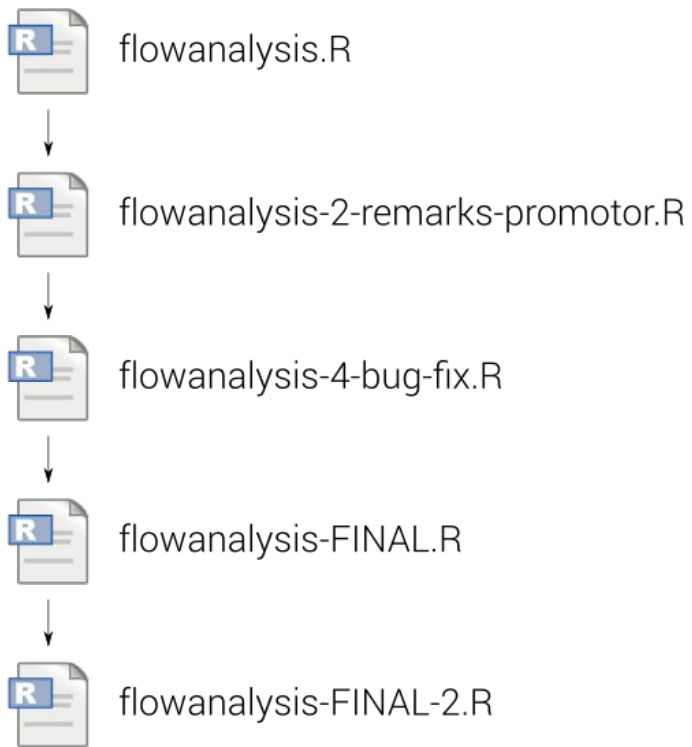 R flowanalysis.R
R flowanalysis-2-remarks-promotor.R
R flowanalysis-4-bug-fix.R
R flowanalysis-FINAL.R
R flowanalysis-FINAL-2.R